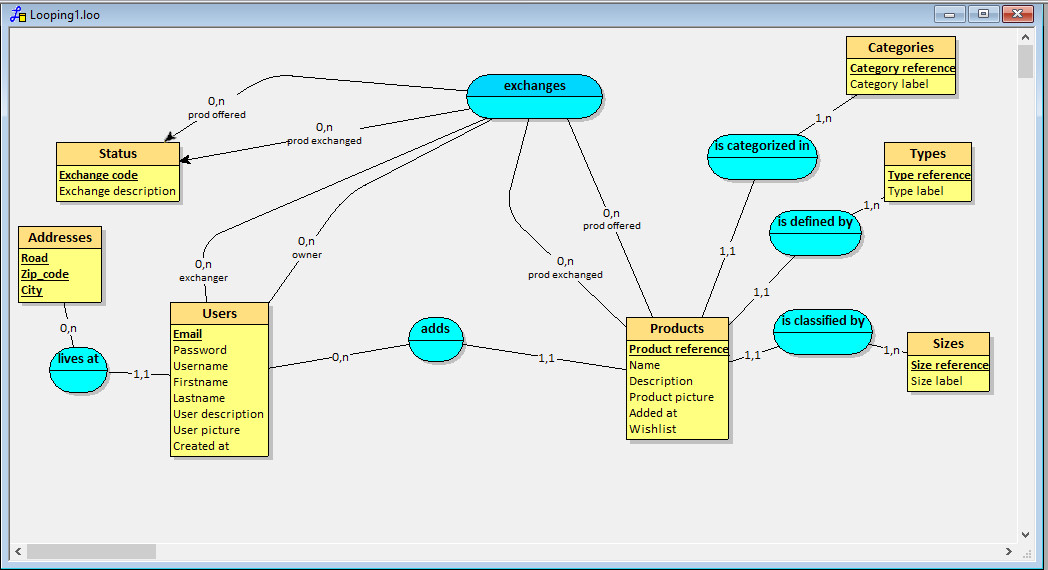 Looping1.loo
Categories
Category reference
Category label
exchanges
0,n
prod offered
0,n
prod exchanged
1,n
Status
Exchange code
Exchange description
is categorized in
Types
Type reference
Type label
1,n
is defined by
0,n
prod offered
Addresses
Road
Zip_code
City
0,n
owner
1,1
0,n
exchanger
0,n
prod exchanged
1,1
Users
Email
Password
Username
Firstname
Lastname
User description
User picture
Created at
0,n
lives at
1,1
adds
0,n
1,1
Products
Product reference
Name
Description
Product picture
Added at
Wishlist
is classified by
1,1
1,n
Sizes
Size reference
Size label